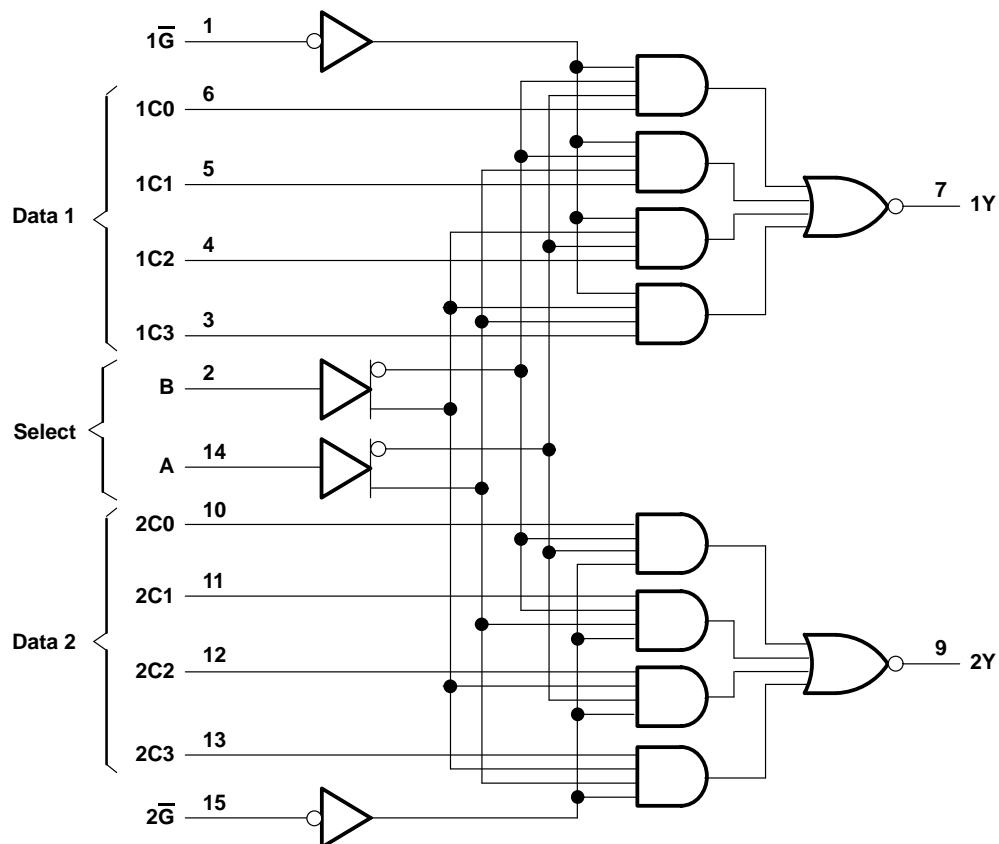 1G̅ 1
1C0 6
1C1 5
Data 1
1C2 4
1C3 3
7 1Y
B 2
Select
A 14
2C0 10
2C1 11
Data 2
2C2 12
9 2Y
2C3 13
2G̅ 15